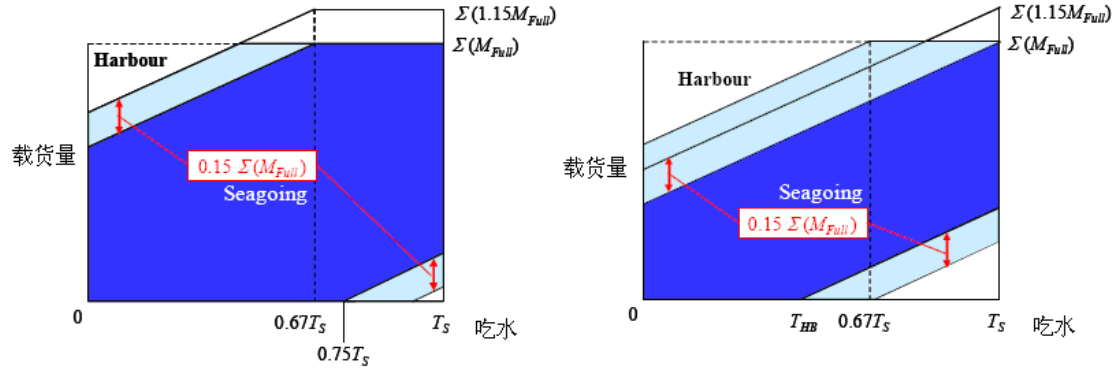 Σ(1.15M_Full)
Σ(M_Full)
Harbour
载货量
0.15 Σ(M_Full)
Seagoing
0
0.67T_S
T_S
吃水
0.75T_S
Σ(1.15M_Full)
Σ(M_Full)
Harbour
载货量
Seagoing
0.15 Σ(M_Full)
0
T_HB
0.67T_S
T_S
吃水